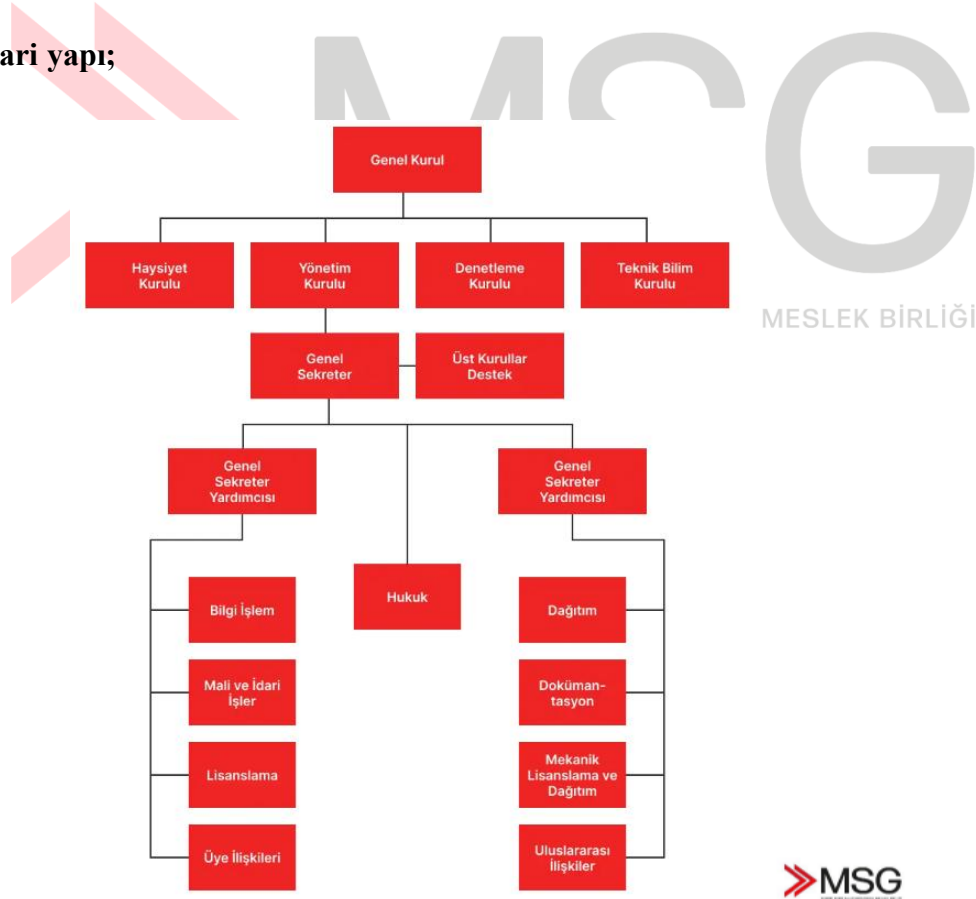 ari yapı;
MSG
MESLEK BİRLİĞİ
Genel Kurul
Haysiyet
Kurulu
Yönetim
Kurulu
Denetleme
Kurulu
Teknik Bilim
Kurulu
Genel
Sekreter
Üst Kurullar
Destek
Genel
Sekreter
Yardımcısı
Genel
Sekreter
Yardımcısı
Hukuk
Bilgi İşlem
Mali ve İdari
İşler
Lisanslama
Üye İlişkileri
Dağıtım
Doküman-
tasyon
Mekanik
Lisanslama ve
Dağıtım
Uluslararası
İlişkiler
MSG